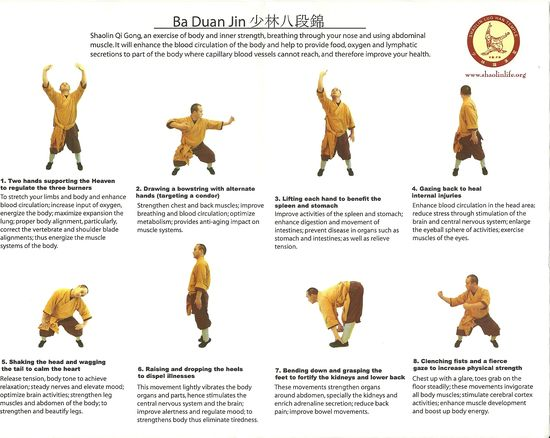 Ba Duan Jin 少林八段錦
Shaolin Qi Gong, an exercise of body and inner strength, breathing through your nose and using abdominal
muscle. It will enhance the blood circulation of the body and help to provide food, oxygen and lymphatic
secretions to part of the body where capillary blood vessels cannot reach, and therefore improve your health.
www.shaolinlife.org
1. Two hands supporting the Heaven
to regulate the three burners
To stretch your limbs and body and enhance
blood circulation; increase input of oxygen,
energize the body; maximize expansion the
lung; proper body alignment, particularly,
correct the vertebrate and shoulder blade
alignments; thus energize the muscle
systems of the body.
2. Drawing a bowstring with alternate
hands (targeting a condor)
Strengthen chest and back muscles; improve
breathing and blood circulation; optimize
metabolism; provides anti-aging impact on
muscle systems.
3. Lifting each hand to benefit the
spleen and stomach
Improve activities of the spleen and stomach;
enhance digestion and movement of
intestines; prevent disease in organs such as
stomach and intestines; as well as relieve
tension.
4. Gazing back to heal
internal injuries
Enhance blood circulation in the head area;
reduce stress through stimulation of the
brain and central nervous system; enlarge
the eyeball sphere of activities; exercise
muscles of the eyes.
5. Shaking the head and wagging
the tail to calm the heart
Release tension, body tone to achieve
relaxation; steady nerves and elevate mood;
optimize brain activities; strengthen leg
muscles and abdomen of the body; to
strengthen and beautify legs.
6. Raising and dropping the heels
to dispel illnesses
This movement lightly vibrates the body
organs and parts, hence stimulates the
central nervous system and the brain;
improve alertness and regulate mood; to
strengthens body thus eliminate tiredness.
7. Bending down and grasping the
feet to fortify the kidneys and lower back
These movements strengthen organs
around abdomen, specially the kidneys and
enrich adrenaline secretion; reduce back
pain; improve bowel movements.
8. Clenching fists and a fierce
gaze to increase physical strength
Chest up with a glare, toes grab on the
floor steadily; these movements invigorate
all body muscles; stimulate cerebral cortex
activities; enhance muscle development
and boost up body energy.